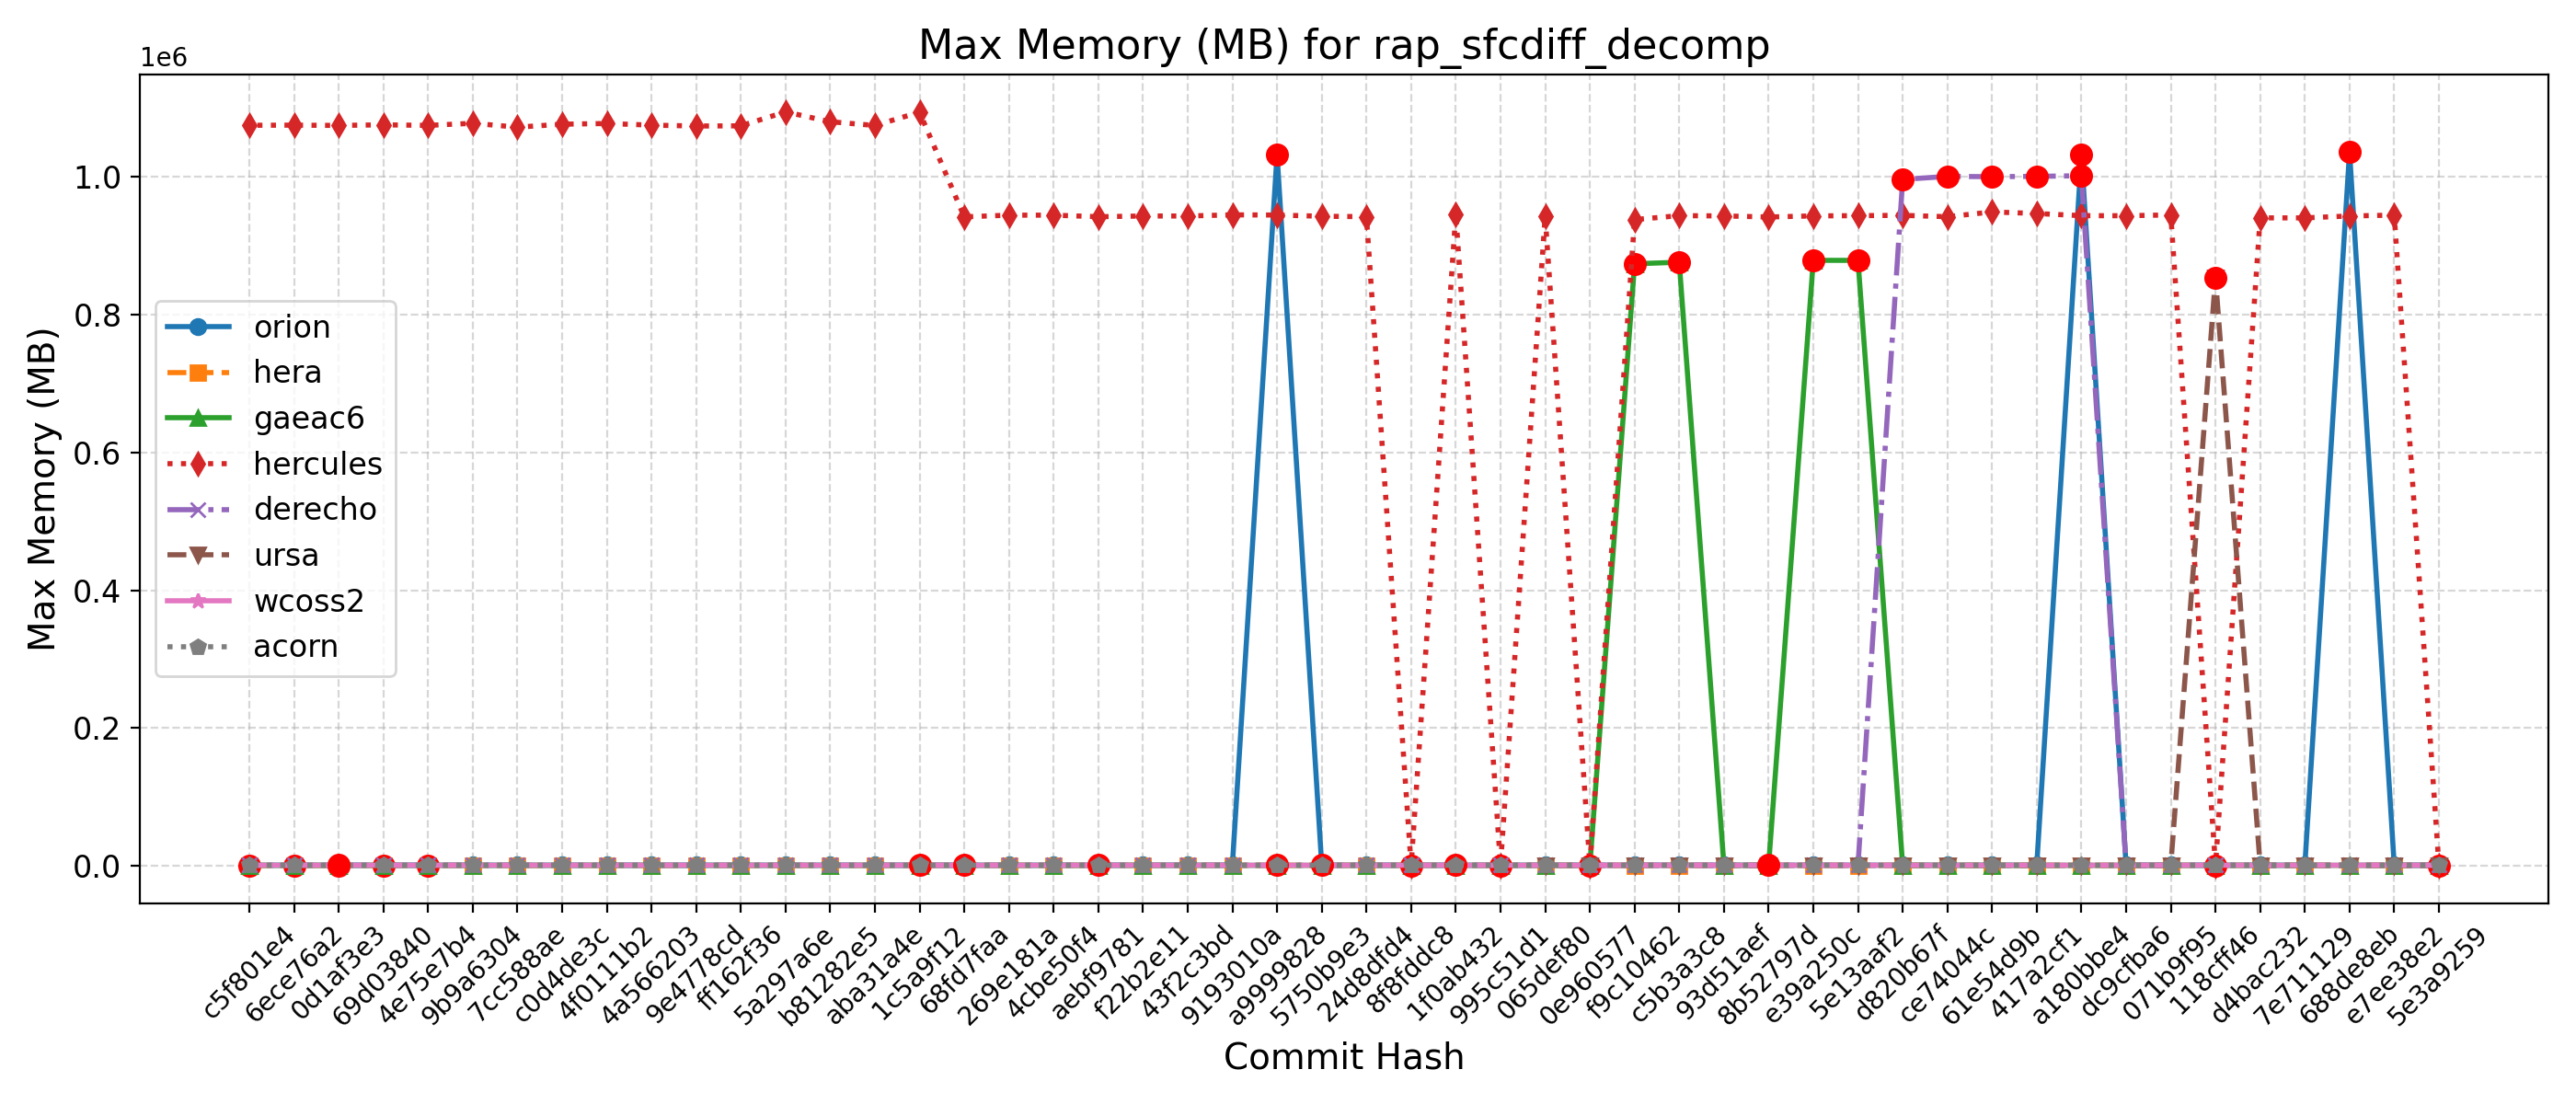 Max Memory (MB) for rap_sfcdiff_decomp
1e6
1.0
0.8
0.6
0.4
0.2
0.0
Max Memory (MB)
orion
hera
gaeac6
hercules
derecho
ursa
wcoss2
acorn
c5f801e4
6ece76a2
0d1af3e3
69d03840
4e75e7b4
9b9a6304
7cc588ae
c0d4de3c
4f0111b2
4a566203
9e4778cd
ff162f36
5a297a6e
b81282e5
aba31a4e
1c5a9f12
68fd7faa
269e181a
4cbe50f4
aebf9781
f22b2e11
43f2c3bd
9193010a
a9999828
5750b9e3
24d8dfd4
8f8fddc8
1f0ab432
995c51d1
065def80
0e960577
f9c10462
c5b3a3c8
93d51aef
8b52797d
e39a250c
5e13aaf2
d820b67f
ce74044c
61e54d9b
417a2cf1
a180bbe4
dc9cfba6
071b9f95
118cff46
d4bac232
7e711129
688de8eb
e7ee38e2
5e3a9259
Commit Hash